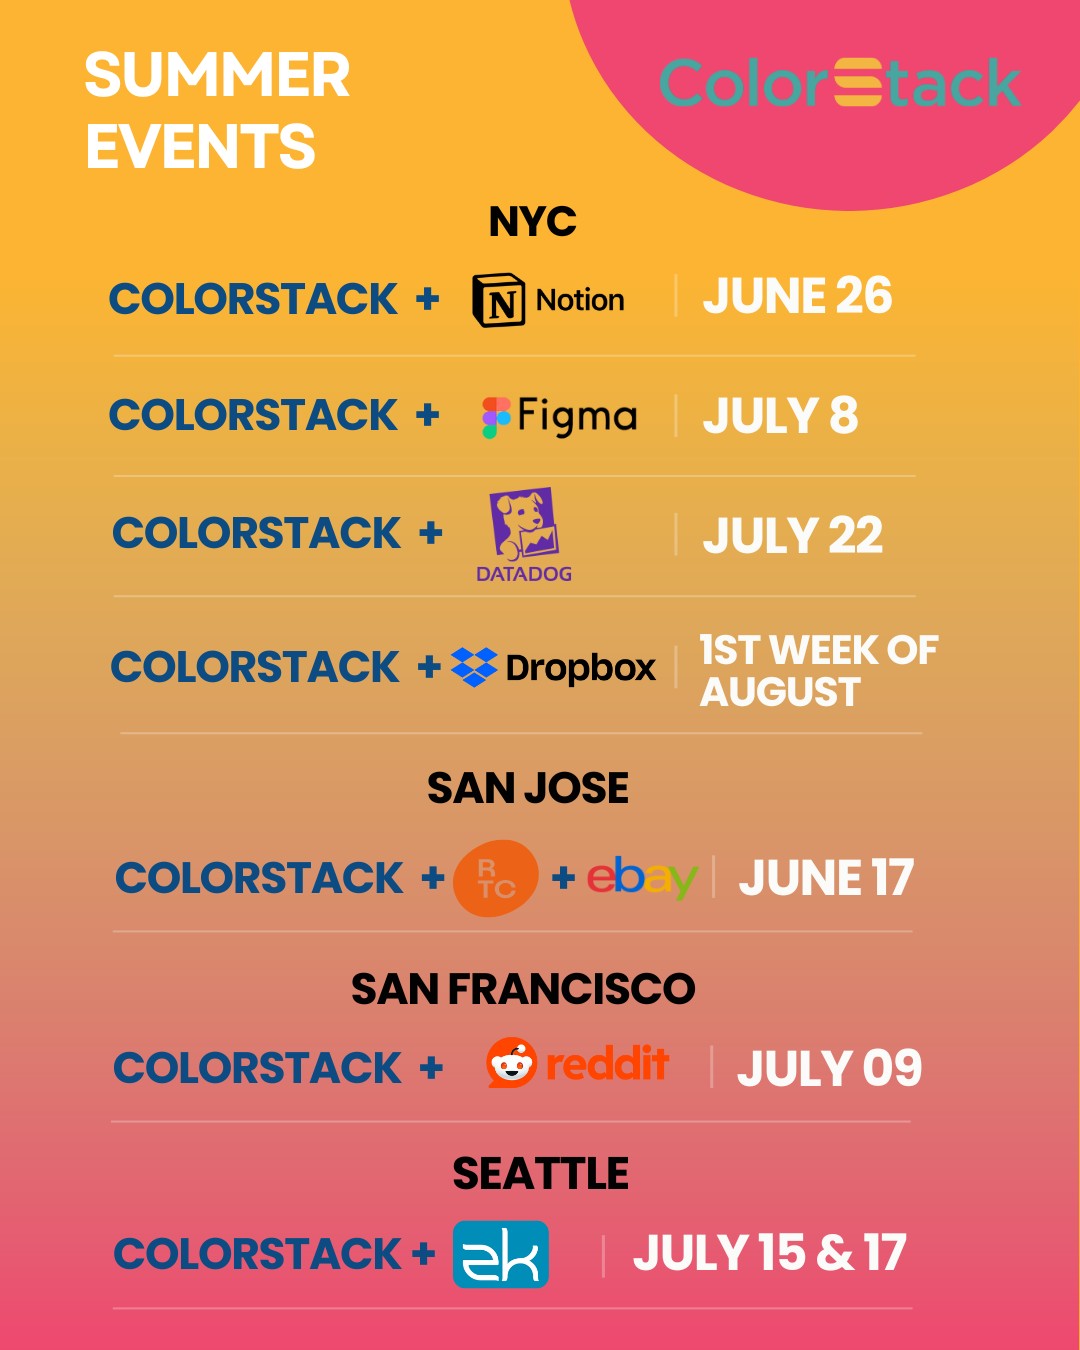 SUMMER
EVENTS
ColorStack
NYC
COLORSTACK + Notion JUNE 26
COLORSTACK + Figma JULY 8
COLORSTACK + DATADOG JULY 22
COLORSTACK + Dropbox 1ST WEEK OF
AUGUST
SAN JOSE
COLORSTACK + RTC + ebay JUNE 17
SAN FRANCISCO
COLORSTACK + reddit JULY 09
SEATTLE
COLORSTACK + zk JULY 15 & 17